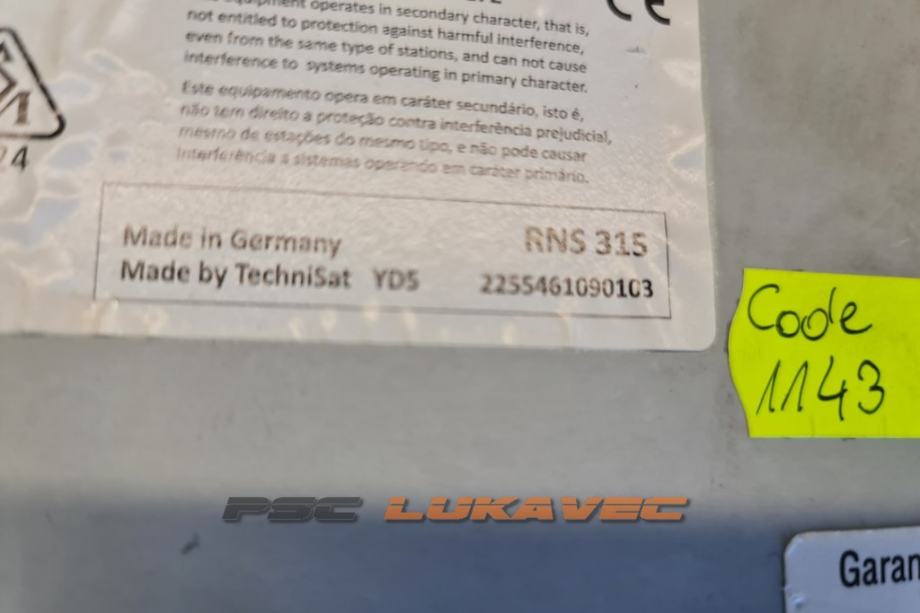 equipment operates in secondary character, that is,
not entitled to protection against harmful interference,
even from the same type of stations, and can not cause
interference to systems operating in primary character.
Este equipamento opera em caráter secundário, isto é,
não tem direito a proteção contra interferência prejudicial,
mesmo de estações do mesmo tipo, e não pode causar
interferência a sistemas operando em caráter primário.
Made in Germany RNS 315
Made by TechniSat YD5 2255461090103
Code
1143
PSC LUKAVEC
Garan